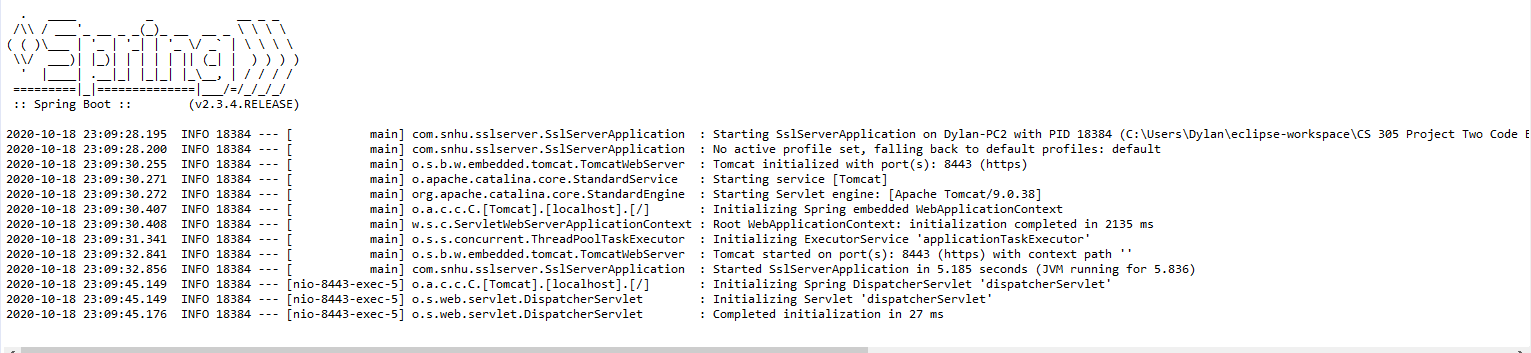 .   ____          _            __ _ _
 /\\ / ___'_ __ _ _(_)_ __  __ _ \ \ \ \
( ( )\___ | '_ | '_| | '_ \/ _` | \ \ \ \
 \\/  ___)| |_)| | | | | || (_| |  ) ) ) )
  '  |____| .__|_| |_|_| |_\__, | / / / /
 =========|_|==============|___/=/_/_/_/
 :: Spring Boot ::        (v2.3.4.RELEASE)
2020-10-18 23:09:28.195  INFO 18384 --- [           main] com.snhu.sslserver.SslServerApplication  : Starting SslServerApplication on Dylan-PC2 with PID 18384 (C:\Users\Dylan\eclipse-workspace\CS 305 Project Two Code
2020-10-18 23:09:28.200  INFO 18384 --- [           main] com.snhu.sslserver.SslServerApplication  : No active profile set, falling back to default profiles: default
2020-10-18 23:09:30.255  INFO 18384 --- [           main] o.s.b.w.embedded.tomcat.TomcatWebServer  : Tomcat initialized with port(s): 8443 (https)
2020-10-18 23:09:30.271  INFO 18384 --- [           main] o.apache.catalina.core.StandardService   : Starting service [Tomcat]
2020-10-18 23:09:30.272  INFO 18384 --- [           main] org.apache.catalina.core.StandardEngine  : Starting Servlet engine: [Apache Tomcat/9.0.38]
2020-10-18 23:09:30.407  INFO 18384 --- [           main] o.a.c.c.C.[Tomcat].[localhost].[/]       : Initializing Spring embedded WebApplicationContext
2020-10-18 23:09:30.408  INFO 18384 --- [           main] w.s.c.ServletWebServerApplicationContext : Root WebApplicationContext: initialization completed in 2135 ms
2020-10-18 23:09:31.341  INFO 18384 --- [           main] o.s.s.concurrent.ThreadPoolTaskExecutor  : Initializing ExecutorService 'applicationTaskExecutor'
2020-10-18 23:09:32.841  INFO 18384 --- [           main] o.s.b.w.embedded.tomcat.TomcatWebServer  : Tomcat started on port(s): 8443 (https) with context path ''
2020-10-18 23:09:32.856  INFO 18384 --- [           main] com.snhu.sslserver.SslServerApplication  : Started SslServerApplication in 5.185 seconds (JVM running for 5.836)
2020-10-18 23:09:45.149  INFO 18384 --- [nio-8443-exec-5] o.a.c.c.C.[Tomcat].[localhost].[/]       : Initializing Spring DispatcherServlet 'dispatcherServlet'
2020-10-18 23:09:45.149  INFO 18384 --- [nio-8443-exec-5] o.s.web.servlet.DispatcherServlet        : Initializing Servlet 'dispatcherServlet'
2020-10-18 23:09:45.176  INFO 18384 --- [nio-8443-exec-5] o.s.web.servlet.DispatcherServlet        : Completed initialization in 27 ms